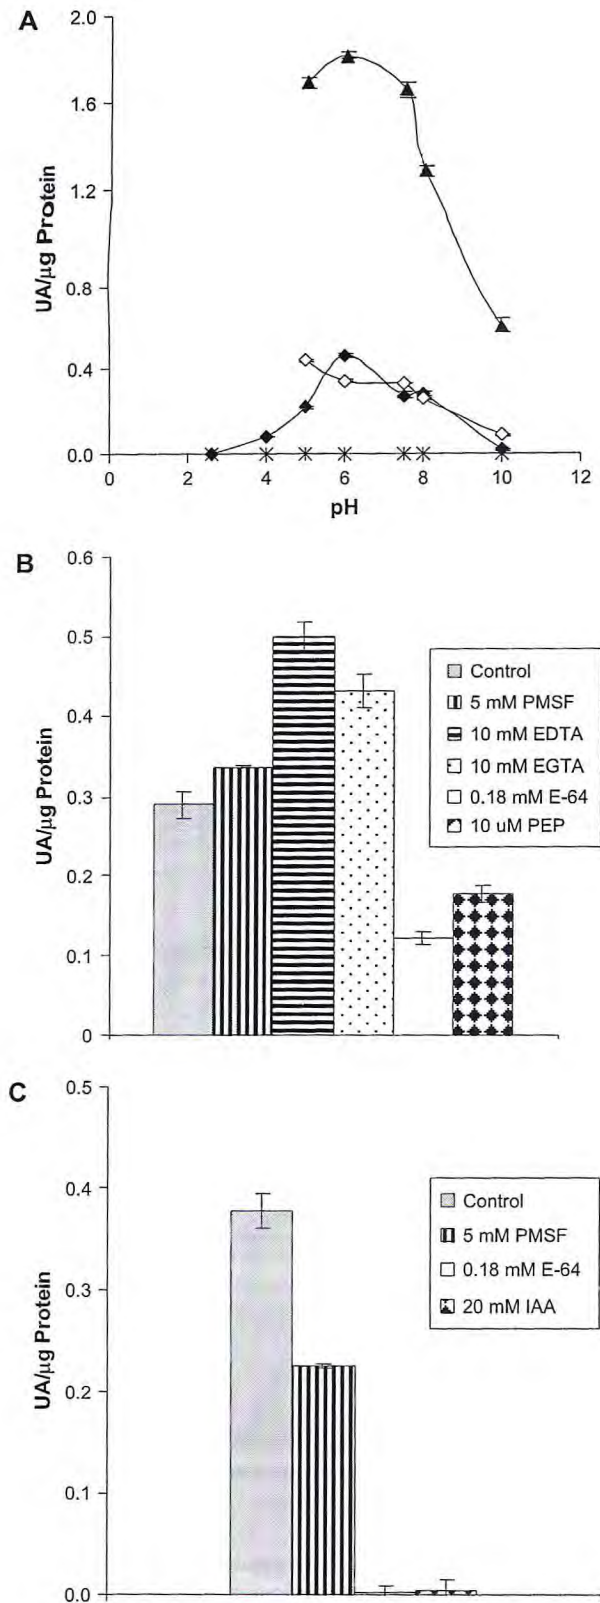 A
2.0
1.6
1.2
0.8
0.4
0.0
UA/µg Protein
0 2 4 6 8 10 12
pH
B
0.6
0.5
0.4
0.3
0.2
0.1
0
UA/µg Protein
Control
5 mM PMSF
10 mM EDTA
10 mM EGTA
0.18 mM E-64
10 uM PEP
C
0.5
0.4
0.3
0.2
0.1
0.0
UA/µg Protein
Control
5 mM PMSF
0.18 mM E-64
20 mM IAA